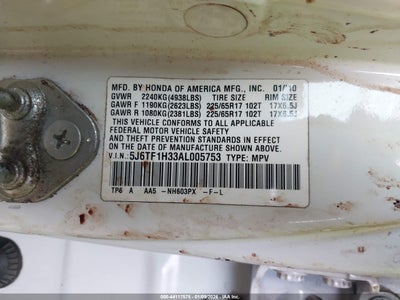 MFD. BY HONDA OF AMERICA MFG., INC. 01/10
GVWR 2240KG(4938LBS) TIRE SIZE RIM SIZE
GAWR F 1190KG(2623LBS) 225/65R17 102T 17X6.5J
GAWR R 1080KG(2381LBS) 225/65R17 102T 17X6.5J
THIS VEHICLE CONFORMS TO ALL APPLICABLE
FEDERAL MOTOR VEHICLE SAFETY STANDARDS IN EFFECT
ON THE DATE OF MANUFACTURE SHOWN ABOVE.
V.I.N: 5J6TF1H33AL005753 TYPE: MPV
TP6 A AA5 -NH603PX -F-L